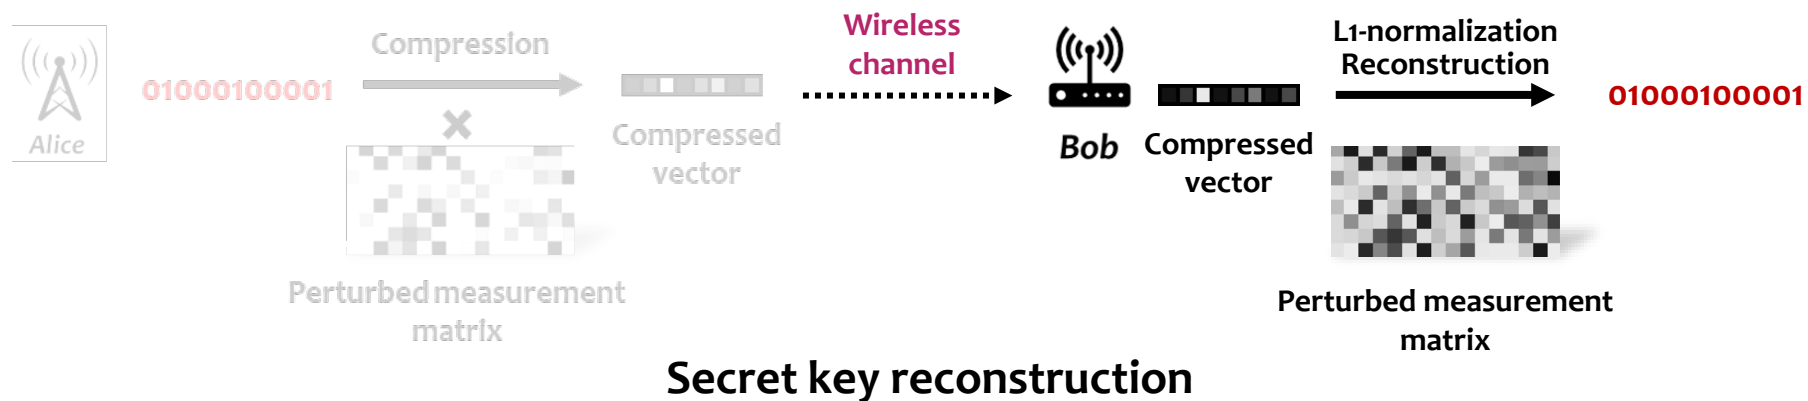 Alice
01000100001
Compression
Perturbed measurement
matrix
Compressed
vector
Wireless
channel
Bob
Compressed
vector
L1-normalization
Reconstruction
Perturbed measurement
matrix
01000100001
Secret key reconstruction